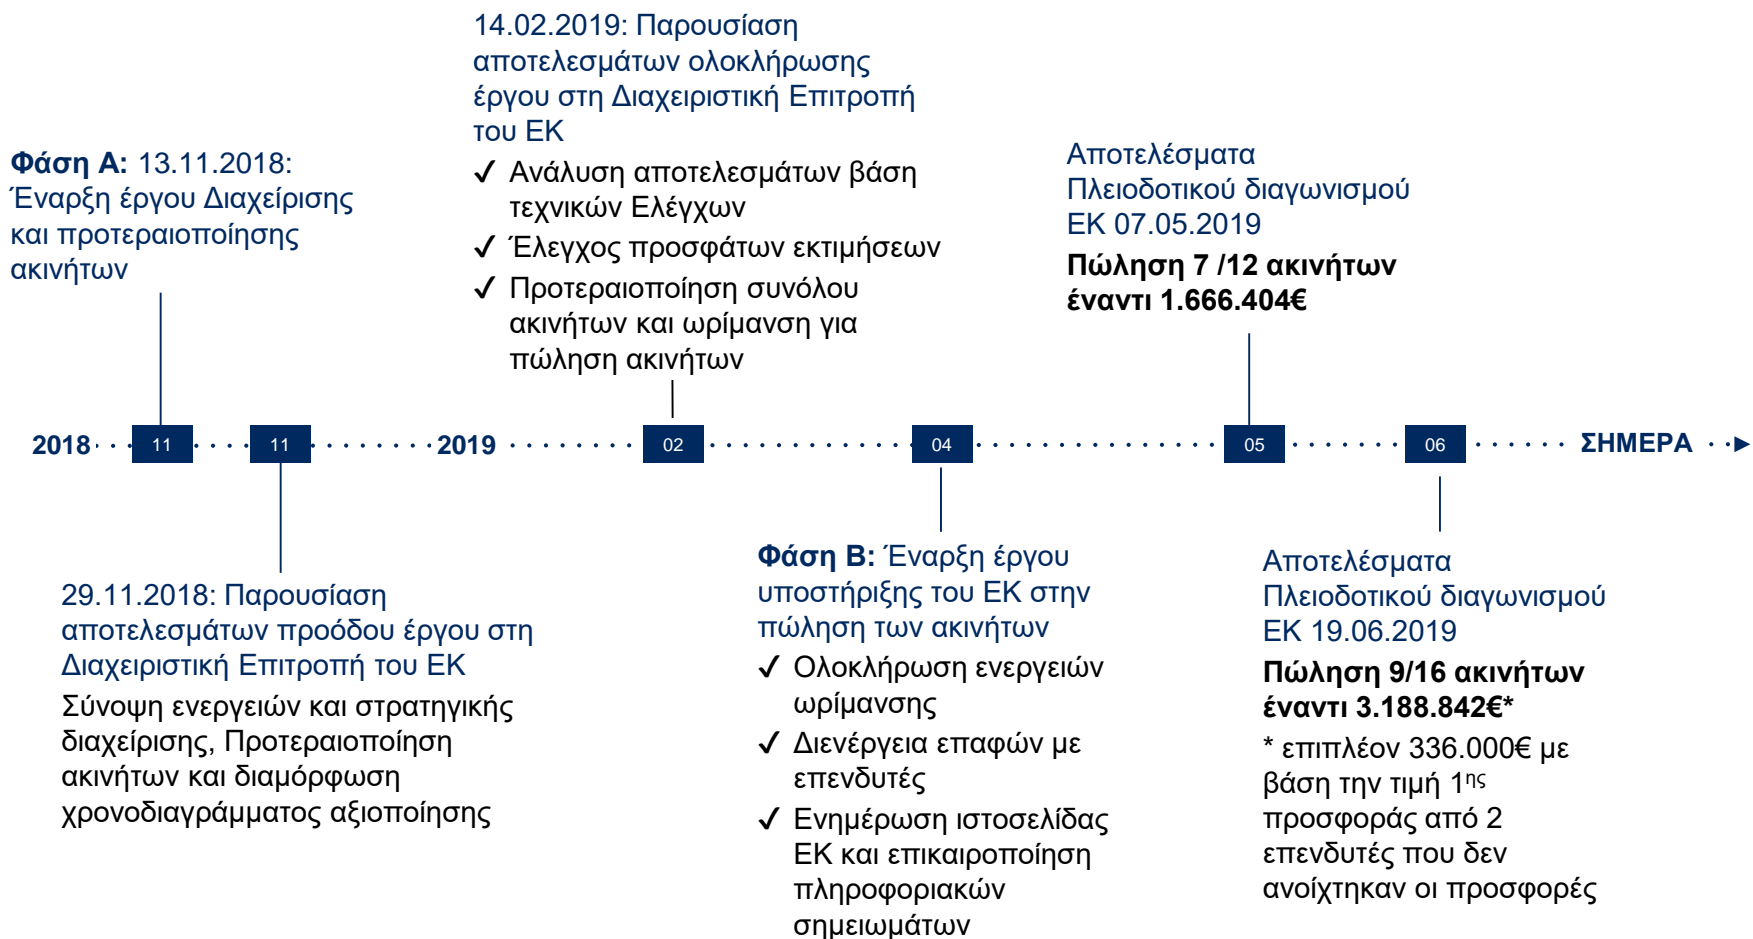 14.02.2019: Παρουσίαση
αποτελεσμάτων ολοκλήρωσης
έργου στη Διαχειριστική Επιτροπή
του ΕΚ
✓ Ανάλυση αποτελεσμάτων βάση
τεχνικών Ελέγχων
✓ Έλεγχος προσφάτων εκτιμήσεων
✓ Προτεραιοποίηση συνόλου
ακινήτων και ωρίμανση για
πώληση ακινήτων
Φάση Α: 13.11.2018:
Έναρξη έργου Διαχείρισης
και προτεραιοποίησης
ακινήτων
Αποτελέσματα
Πλειοδοτικού διαγωνισμού
ΕΚ 07.05.2019
Πώληση 7 /12 ακινήτων
έναντι 1.666.404€
2018 11 11 2019 02 04 05 06 ΣΗΜΕΡΑ
29.11.2018: Παρουσίαση
αποτελεσμάτων προόδου έργου στη
Διαχειριστική Επιτροπή του ΕΚ
Σύνοψη ενεργειών και στρατηγικής
διαχείρισης, Προτεραιοποίηση
ακινήτων και διαμόρφωση
χρονοδιαγράμματος αξιοποίησης
Φάση Β: Έναρξη έργου
υποστήριξης του ΕΚ στην
πώληση των ακινήτων
✓ Ολοκλήρωση ενεργειών
ωρίμανσης
✓ Διενέργεια επαφών με
επενδυτές
✓ Ενημέρωση ιστοσελίδας
ΕΚ και επικαιροποίηση
πληροφοριακών
σημειωμάτων
Αποτελέσματα
Πλειοδοτικού διαγωνισμού
ΕΚ 19.06.2019
Πώληση 9/16 ακινήτων
έναντι 3.188.842€*
* επιπλέον 336.000€ με
βάση την τιμή 1ης
προσφοράς από 2
επενδυτές που δεν
ανοίχτηκαν οι προσφορές